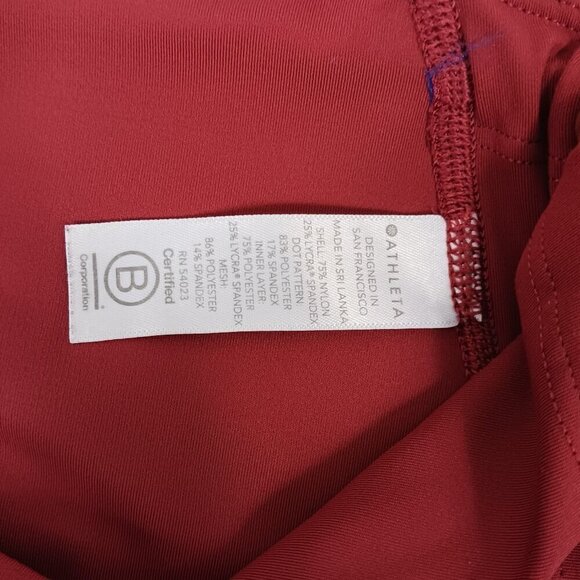 ATHLETA
DESIGNED IN
SAN FRANCISCO
MADE IN SRI LANKA
SHELL: 75% NYLON
25% LYCRA® SPANDEX
DOT PATTERN:
83% POLYESTER
17% SPANDEX
INNER LAYER:
75% POLYESTER
25% LYCRA® SPANDEX
MESH:
86% POLYESTER
14% SPANDEX
RN 54023
Certified
B
Corporation